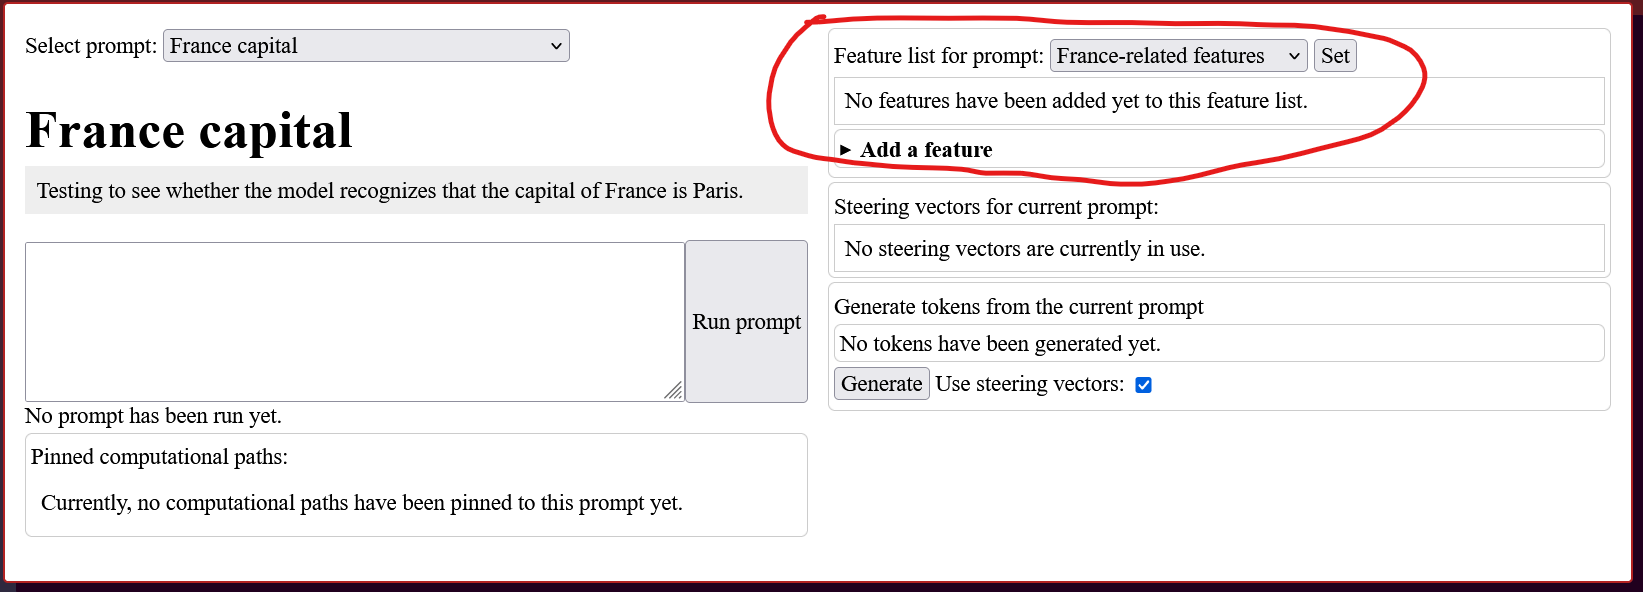 Select prompt: France capital
France capital
Testing to see whether the model recognizes that the capital of France is Paris.
Run prompt
No prompt has been run yet.
Pinned computational paths:
Currently, no computational paths have been pinned to this prompt yet.
Feature list for prompt: France-related features Set
No features have been added yet to this feature list.
Add a feature
Steering vectors for current prompt:
No steering vectors are currently in use.
Generate tokens from the current prompt
No tokens have been generated yet.
Generate Use steering vectors: